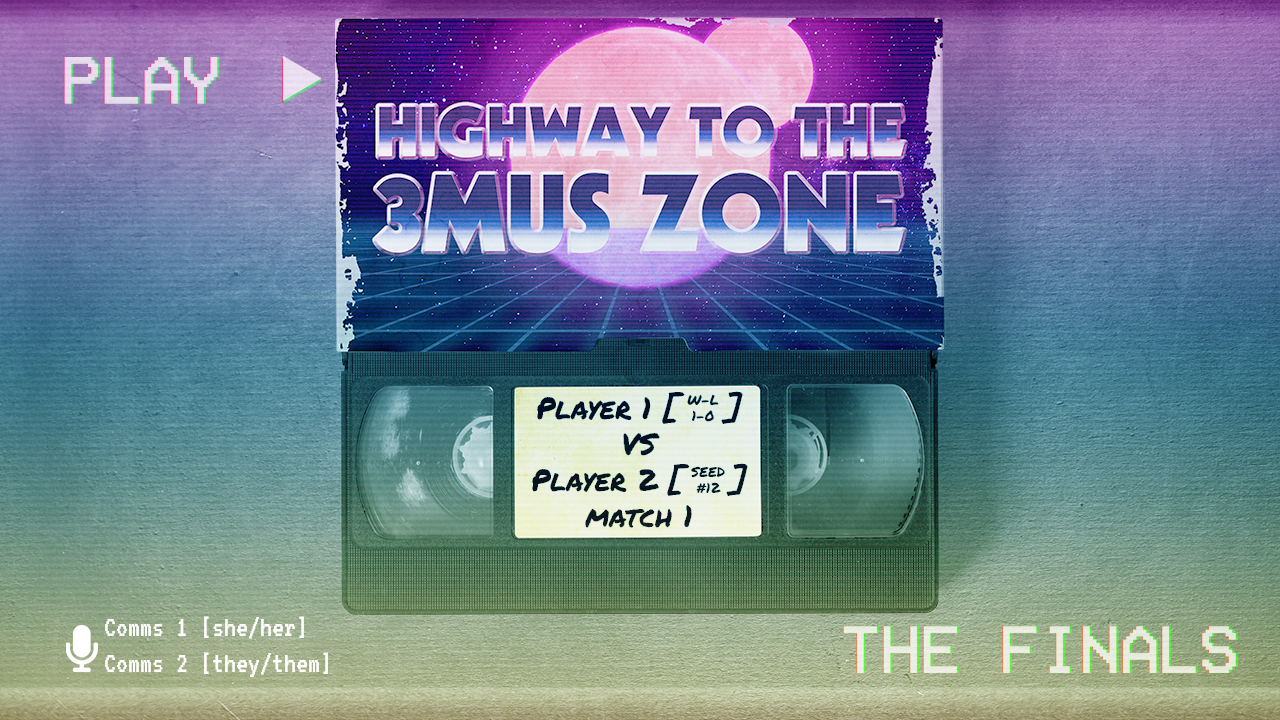 PLAY
HIGHWAY TO THE
3MUS ZONE
PLAYER 1 [W-L 1-0]
VS
PLAYER 2 [SEED #12]
MATCH 1
Comms 1 [she/her]
Comms 2 [they/them]
THE FINALS